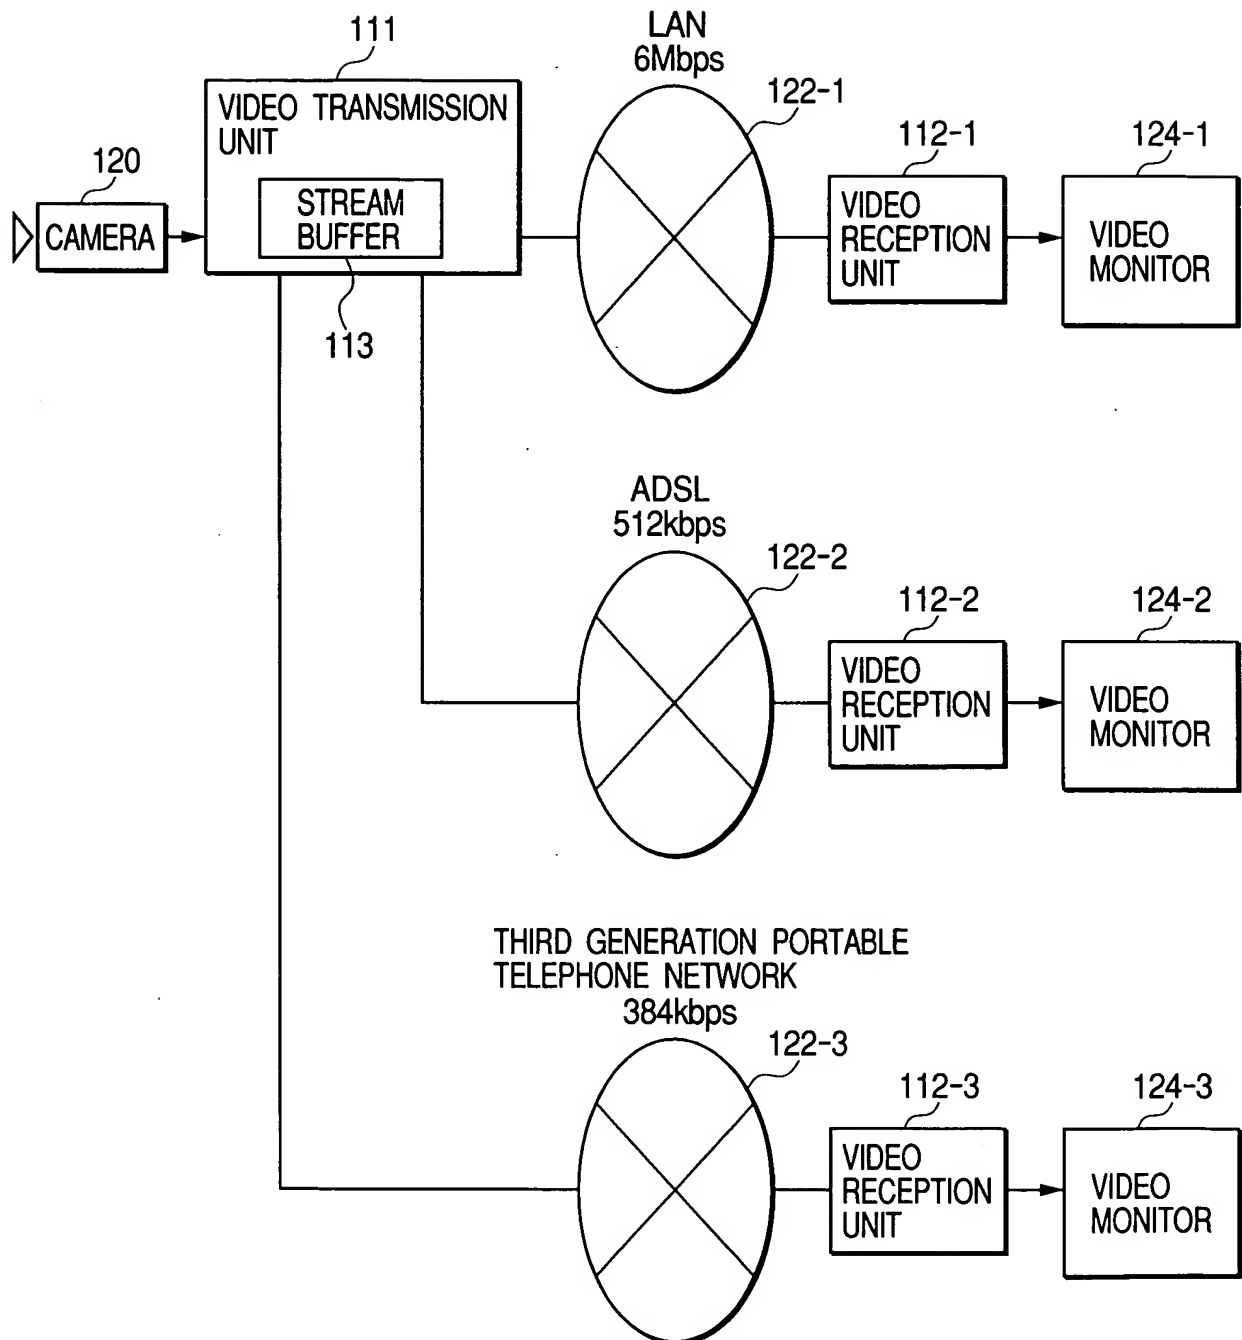 111
LAN
6Mbps
122-1
VIDEO TRANSMISSION
UNIT
120
112-1
124-1
CAMERA
STREAM
BUFFER
VIDEO
RECEPTION
UNIT
VIDEO
MONITOR
113
ADSL
512kbps
122-2
112-2
124-2
VIDEO
RECEPTION
UNIT
VIDEO
MONITOR
THIRD GENERATION PORTABLE
TELEPHONE NETWORK
384kbps
122-3
112-3
124-3
VIDEO
RECEPTION
UNIT
VIDEO
MONITOR